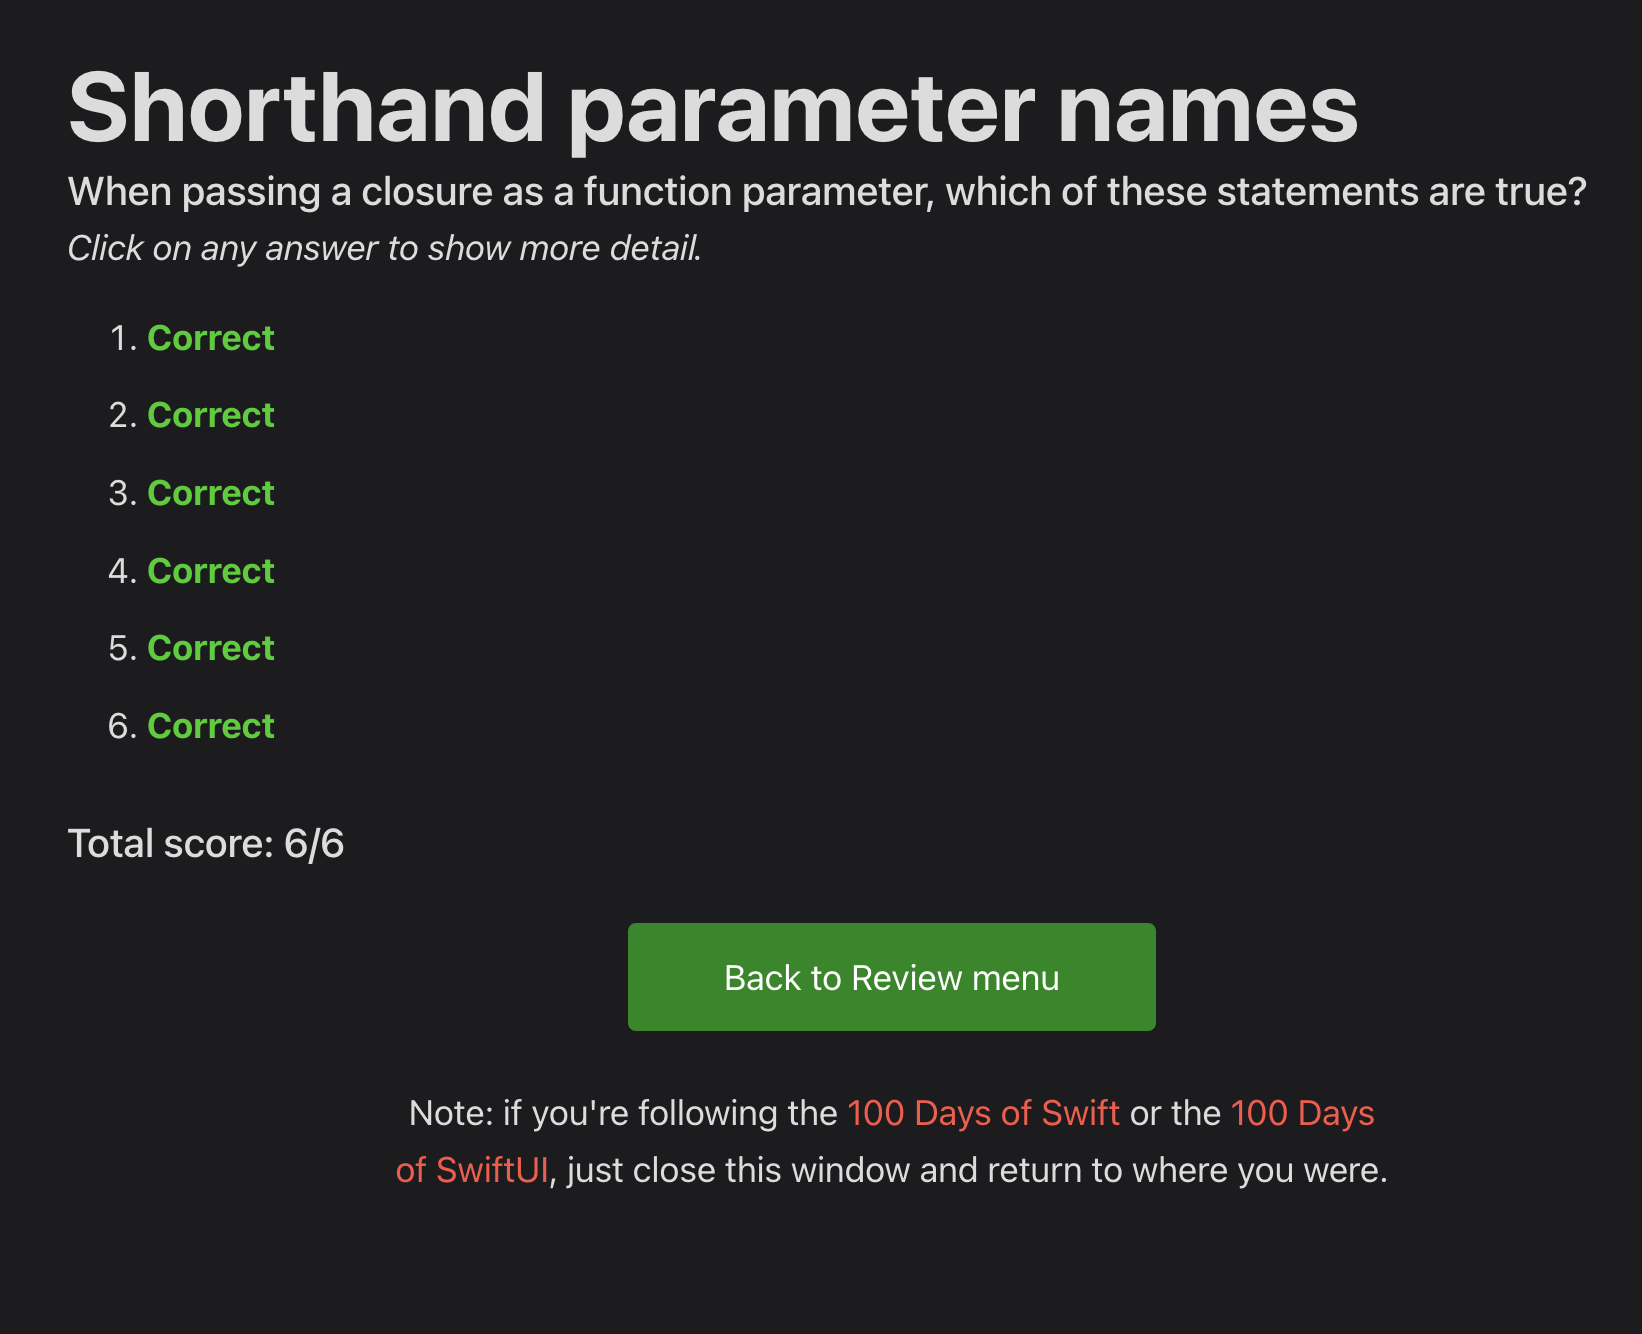 Shorthand parameter names
When passing a closure as a function parameter, which of these statements are true?
Click on any answer to show more detail.
1. Correct
2. Correct
3. Correct
4. Correct
5. Correct
6. Correct
Total score: 6/6
Back to Review menu
Note: if you're following the 100 Days of Swift or the 100 Days
of SwiftUI, just close this window and return to where you were.